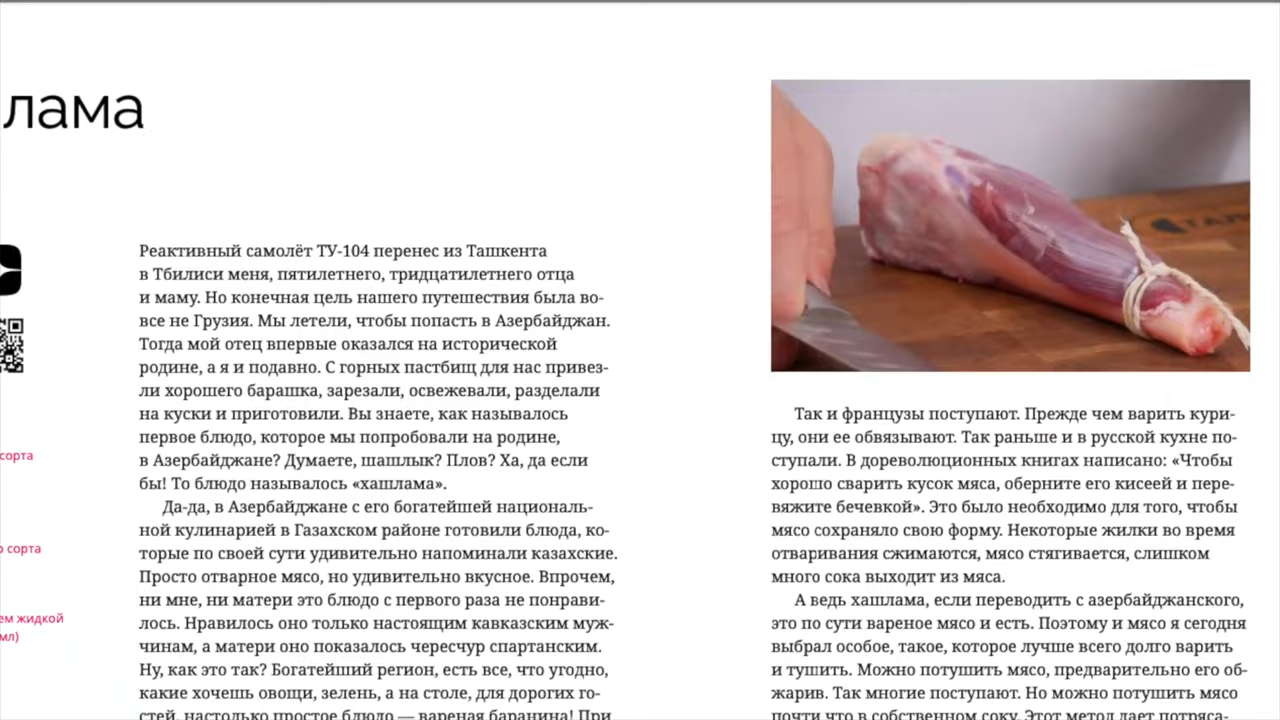 лама
сорта
сорта
ем жидкой
мл)
Реактивный самолёт ТУ-104 перенес из Ташкента
в Тбилиси меня, пятилетнего, тридцатилетнего отца
и маму. Но конечная цель нашего путешествия была во-
все не Грузия. Мы летели, чтобы попасть в Азербайджан.
Тогда мой отец впервые оказался на исторической
родине, а я и подавно. С горных пастбищ для нас привез-
ли хорошего барашка, зарезали, освежевали, разделали
на куски и приготовили. Вы знаете, как называлось
первое блюдо, которое мы попробовали на родине,
в Азербайджане? Думаете, шашлык? Плов? Ха, да если
бы! То блюдо называлось «хашлама».
Да-да, в Азербайджане с его богатейшей националь-
ной кулинарией в Газахском районе готовили блюда, ко-
торые по своей сути удивительно напоминали казахские.
Просто отварное мясо, но удивительно вкусное. Впрочем,
ни мне, ни матери это блюдо с первого раза не понрави-
лось. Нравилось оно только настоящим кавказским муж-
чинам, а матери оно показалось чересчур спартанским.
Ну, как это так? Богатейший регион, есть все, что угодно,
какие хочешь овощи, зелень, а на столе, для дорогих го-
стей, настолько простое блюдо — вареная баранина! При
Так и французы поступают. Прежде чем варить кури-
цу, они ее обвязывают. Так раньше и в русской кухне по-
ступали. В дореволюционных книгах написано: «Чтобы
хорошо сварить кусок мяса, оберните его кисеей и пере-
вяжите бечевкой». Это было необходимо для того, чтобы
мясо сохраняло свою форму. Некоторые жилки во время
отваривания сжимаются, мясо стягивается, слишком
много сока выходит из мяса.
А ведь хашлама, если переводить с азербайджанского,
это по сути вареное мясо и есть. Поэтому и мясо я сегодня
выбрал особое, такое, которое лучше всего долго варить
и тушить. Можно потушить мясо, предварительно его об-
жарив. Так многие поступают. Но можно потушить мясо
почти что в собственном соку. Этот метод дает потряса-